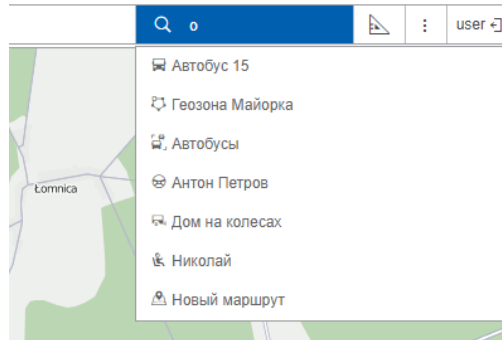 о
user
Автобус 15
Геозона Майорка
Автобусы
Антон Петров
Łomnica
Дом на колесах
Николай
Новый маршрут